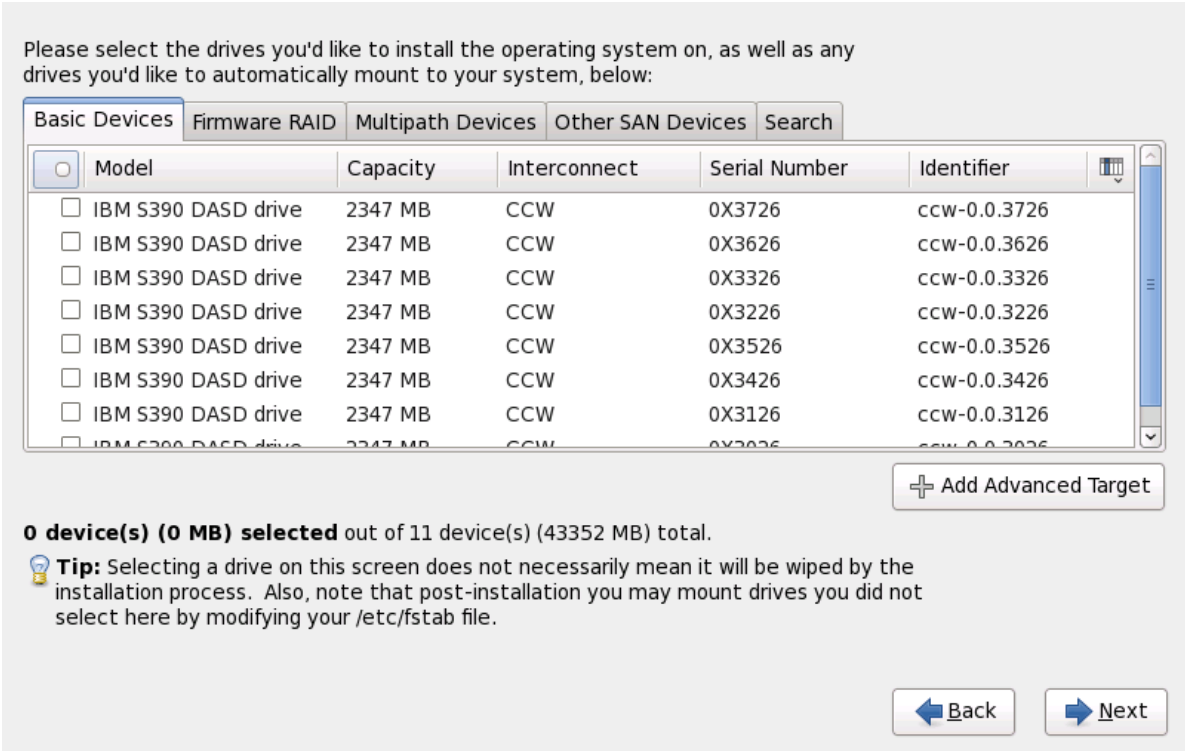 Please select the drives you'd like to install the operating system on, as well as any
drives you'd like to automatically mount to your system, below:
Basic Devices Firmware RAID Multipath Devices Other SAN Devices Search
Model Capacity Interconnect Serial Number Identifier
IBM S390 DASD drive 2347 MB CCW 0X3726 ccw-0.0.3726
IBM S390 DASD drive 2347 MB CCW 0X3626 ccw-0.0.3626
IBM S390 DASD drive 2347 MB CCW 0X3326 ccw-0.0.3326
IBM S390 DASD drive 2347 MB CCW 0X3226 ccw-0.0.3226
IBM S390 DASD drive 2347 MB CCW 0X3526 ccw-0.0.3526
IBM S390 DASD drive 2347 MB CCW 0X3426 ccw-0.0.3426
IBM S390 DASD drive 2347 MB CCW 0X3126 ccw-0.0.3126
IBM S390 DASD drive 2347 MB CCW
Add Advanced Target
0 device(s) (0 MB) selected out of 11 device(s) (43352 MB) total.
Tip: Selecting a drive on this screen does not necessarily mean it will be wiped by the
installation process. Also, note that post-installation you may mount drives you did not
select here by modifying your /etc/fstab file.
Back Next